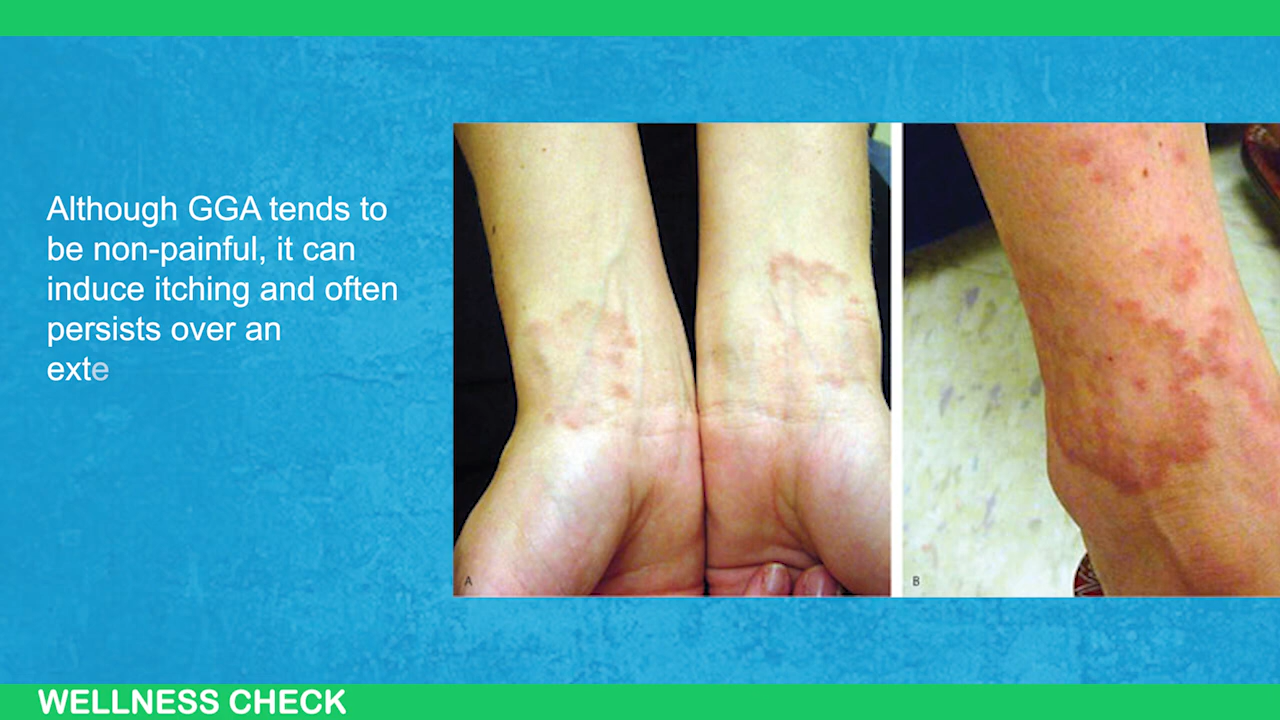 Although GGA tends to
be non-painful, it can
induce itching and often
persists over an
exte
A
B
WELLNESS CHECK